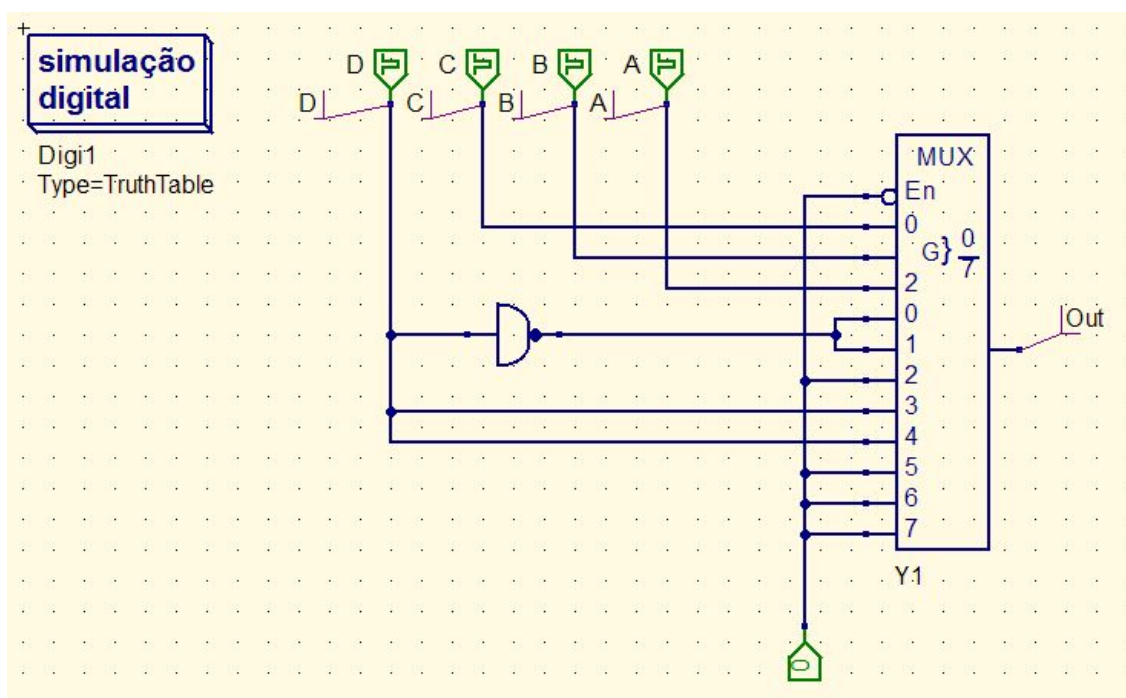 simulação
digital
Digi1
Type=TruthTable
D C B A
D C B A
MUX
En
0
G} 0
7
2
0
1
2
3
4
5
6
7
Out
Y1
0